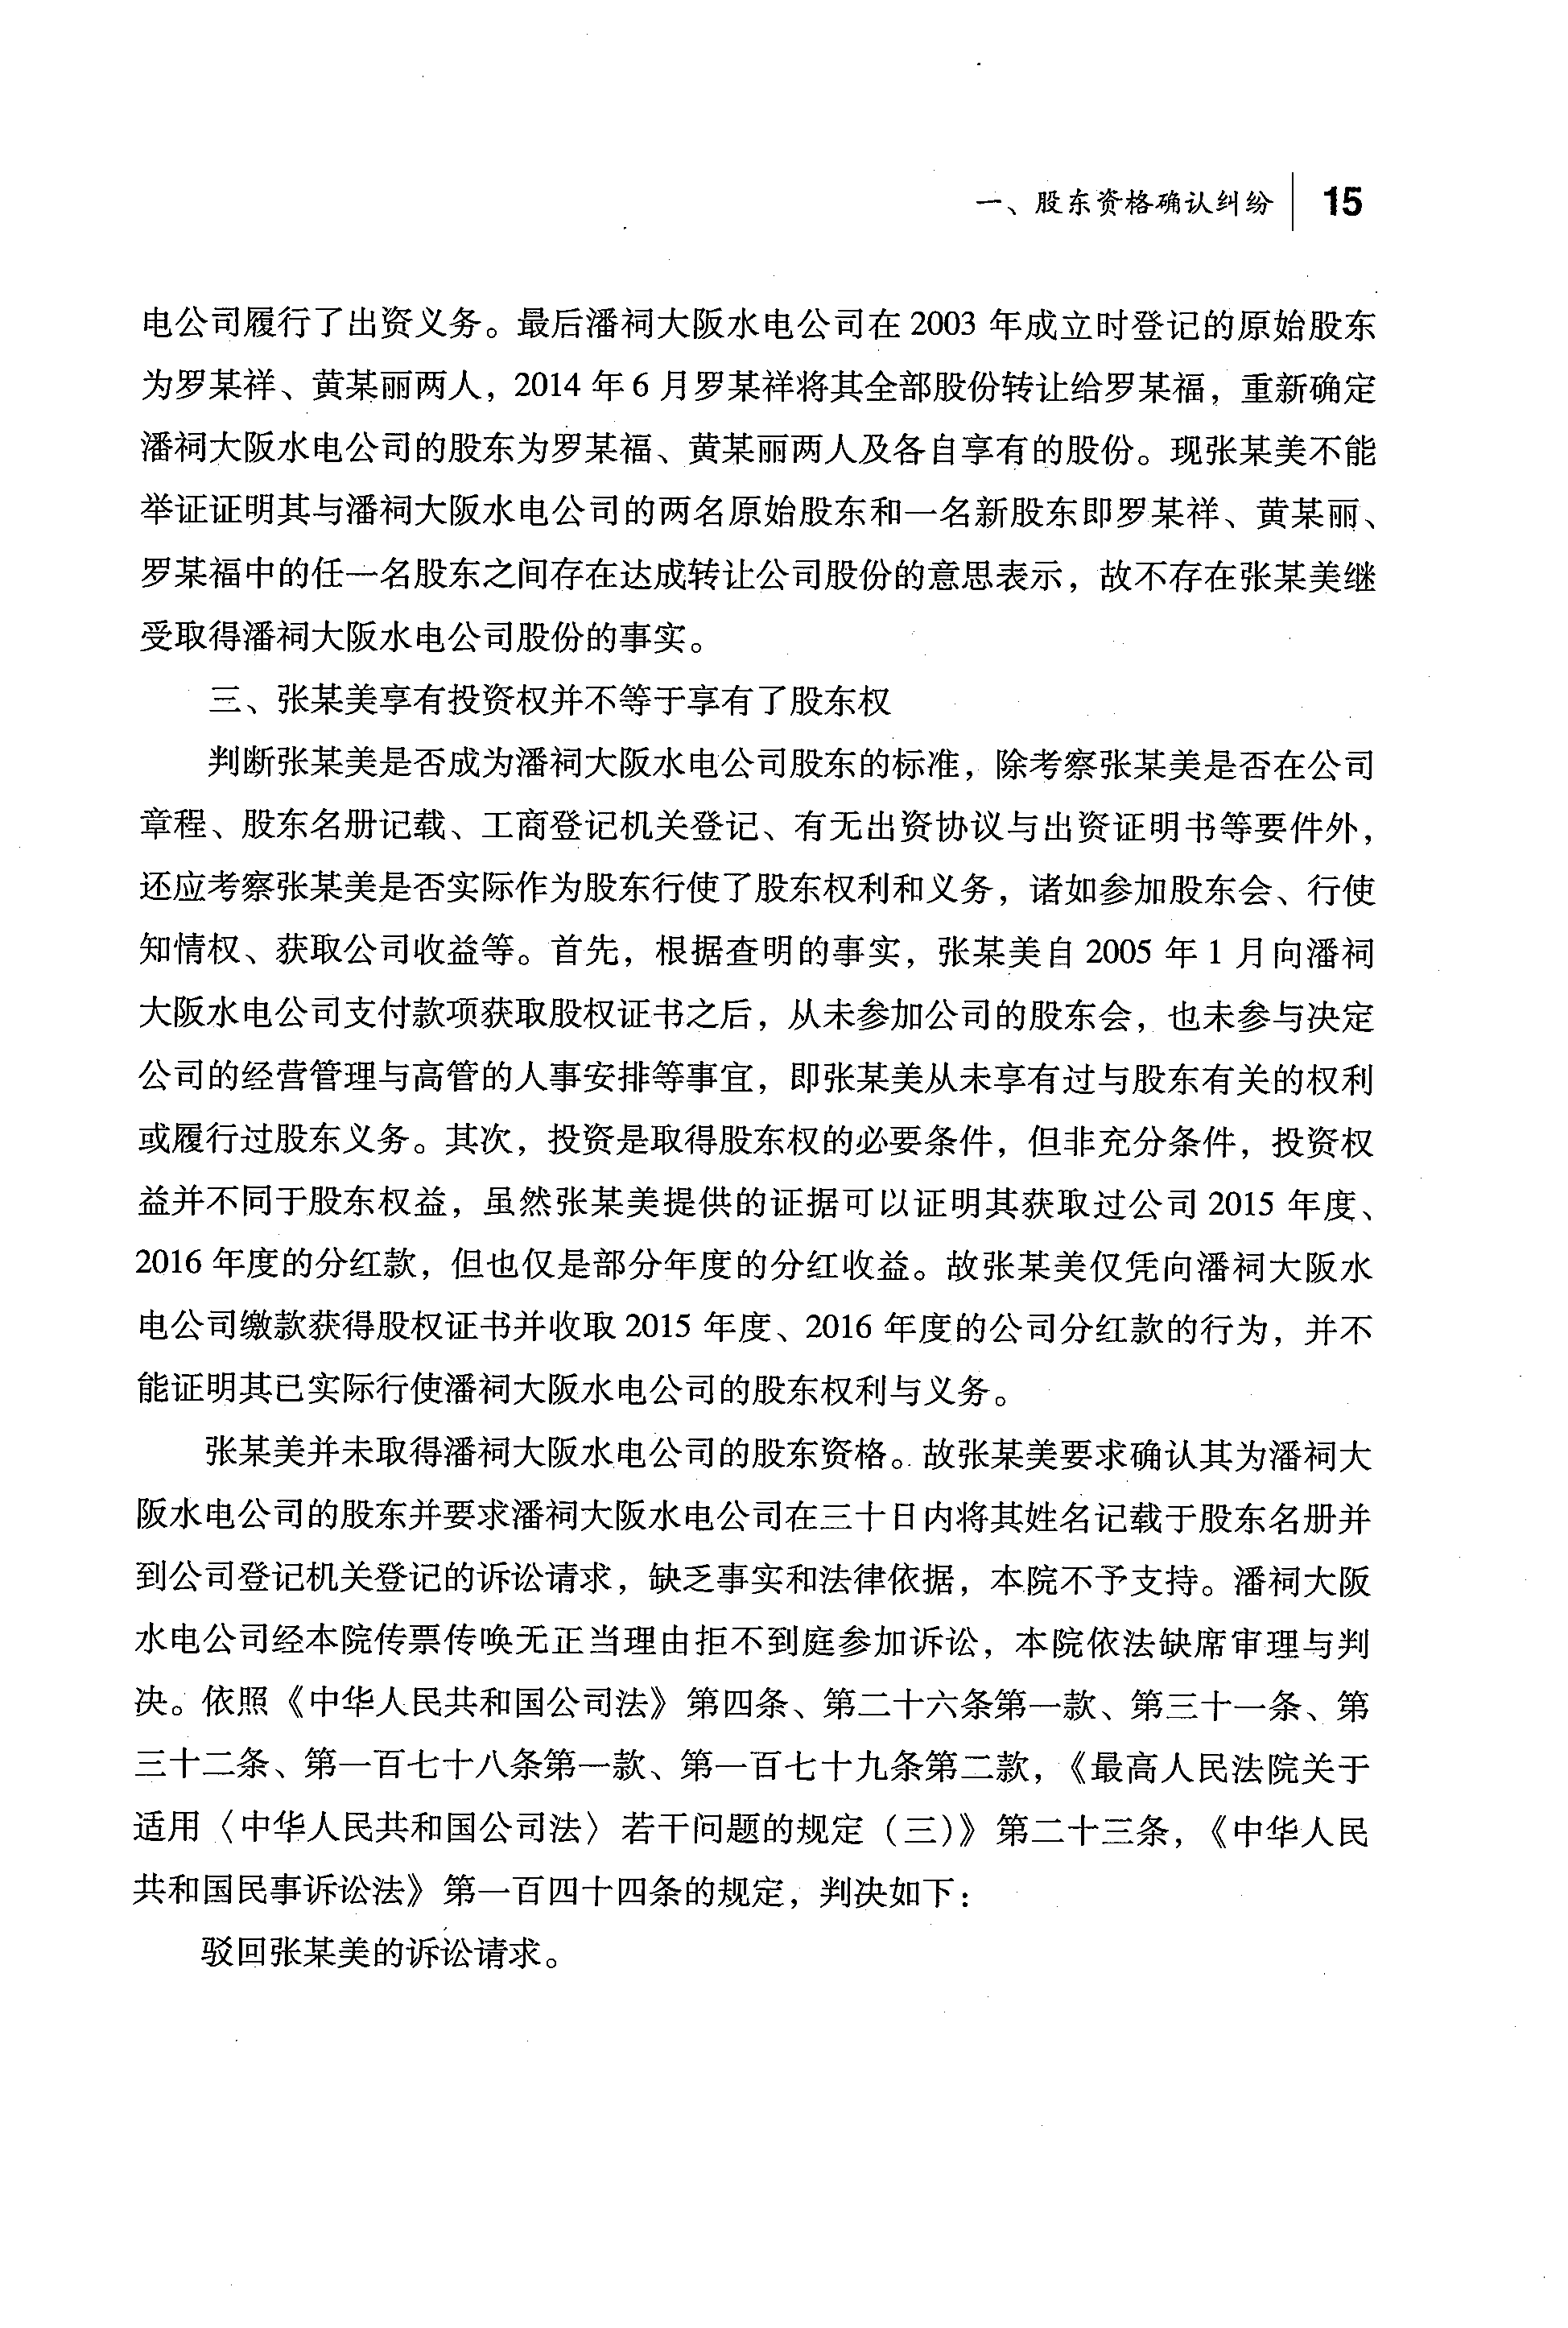 一、股东资格确认纠纷 15
电公司履行了出资义务。最后潘祠大阪水电公司在 2003 年成立时登记的原始股东
为罗某祥、黄某丽两人，2014 年 6 月罗某祥将其全部股份转让给罗某福，重新确定
潘祠大阪水电公司的股东为罗某福、黄某丽两人及各自享有的股份。现张某美不能
举证证明其与潘祠大阪水电公司的两名原始股东和一名新股东即罗某祥、黄某丽、
罗某福中的任一名股东之间存在达成转让公司股份的意思表示，故不存在张某美继
受取得潘祠大阪水电公司股份的事实。
三、张某美享有投资权并不等于享有了股东权
判断张某美是否成为潘祠大阪水电公司股东的标准，除考察张某美是否在公司
章程、股东名册记载、工商登记机关登记、有无出资协议与出资证明书等要件外，
还应考察张某美是否实际作为股东行使了股东权利和义务，诸如参加股东会、行使
知情权、获取公司收益等。首先，根据查明的事实，张某美自 2005 年 1 月向潘祠
大阪水电公司支付款项获取股权证书之后，从未参加公司的股东会，也未参与决定
公司的经营管理与高管的人事安排等事宜，即张某美从未享有过与股东有关的权利
或履行过股东义务。其次，投资是取得股东权的必要条件，但非充分条件，投资权
益并不同于股东权益，虽然张某美提供的证据可以证明其获取过公司 2015 年度、
2016 年度的分红款，但也仅是部分年度的分红收益。故张某美仅凭向潘祠大阪水
电公司缴款获得股权证书并收取 2015 年度、2016 年度的公司分红款的行为，并不
能证明其已实际行使潘祠大阪水电公司的股东权利与义务。
张某美并未取得潘祠大阪水电公司的股东资格。故张某美要求确认其为潘祠大
阪水电公司的股东并要求潘祠大阪水电公司在三十日内将其姓名记载于股东名册并
到公司登记机关登记的诉讼请求，缺乏事实和法律依据，本院不予支持。潘祠大阪
水电公司经本院传票传唤无正当理由拒不到庭参加诉讼，本院依法缺席审理与判
决。依照《中华人民共和国公司法》第四条、第二十六条第一款、第三十一条、第
三十二条、第一百七十八条第一款、第一百七十九条第二款，《最高人民法院关于
适用〈中华人民共和国公司法〉若干问题的规定（三）》第二十三条，《中华人民
共和国民事诉讼法》第一百四十四条的规定，判决如下：
驳回张某美的诉讼请求。